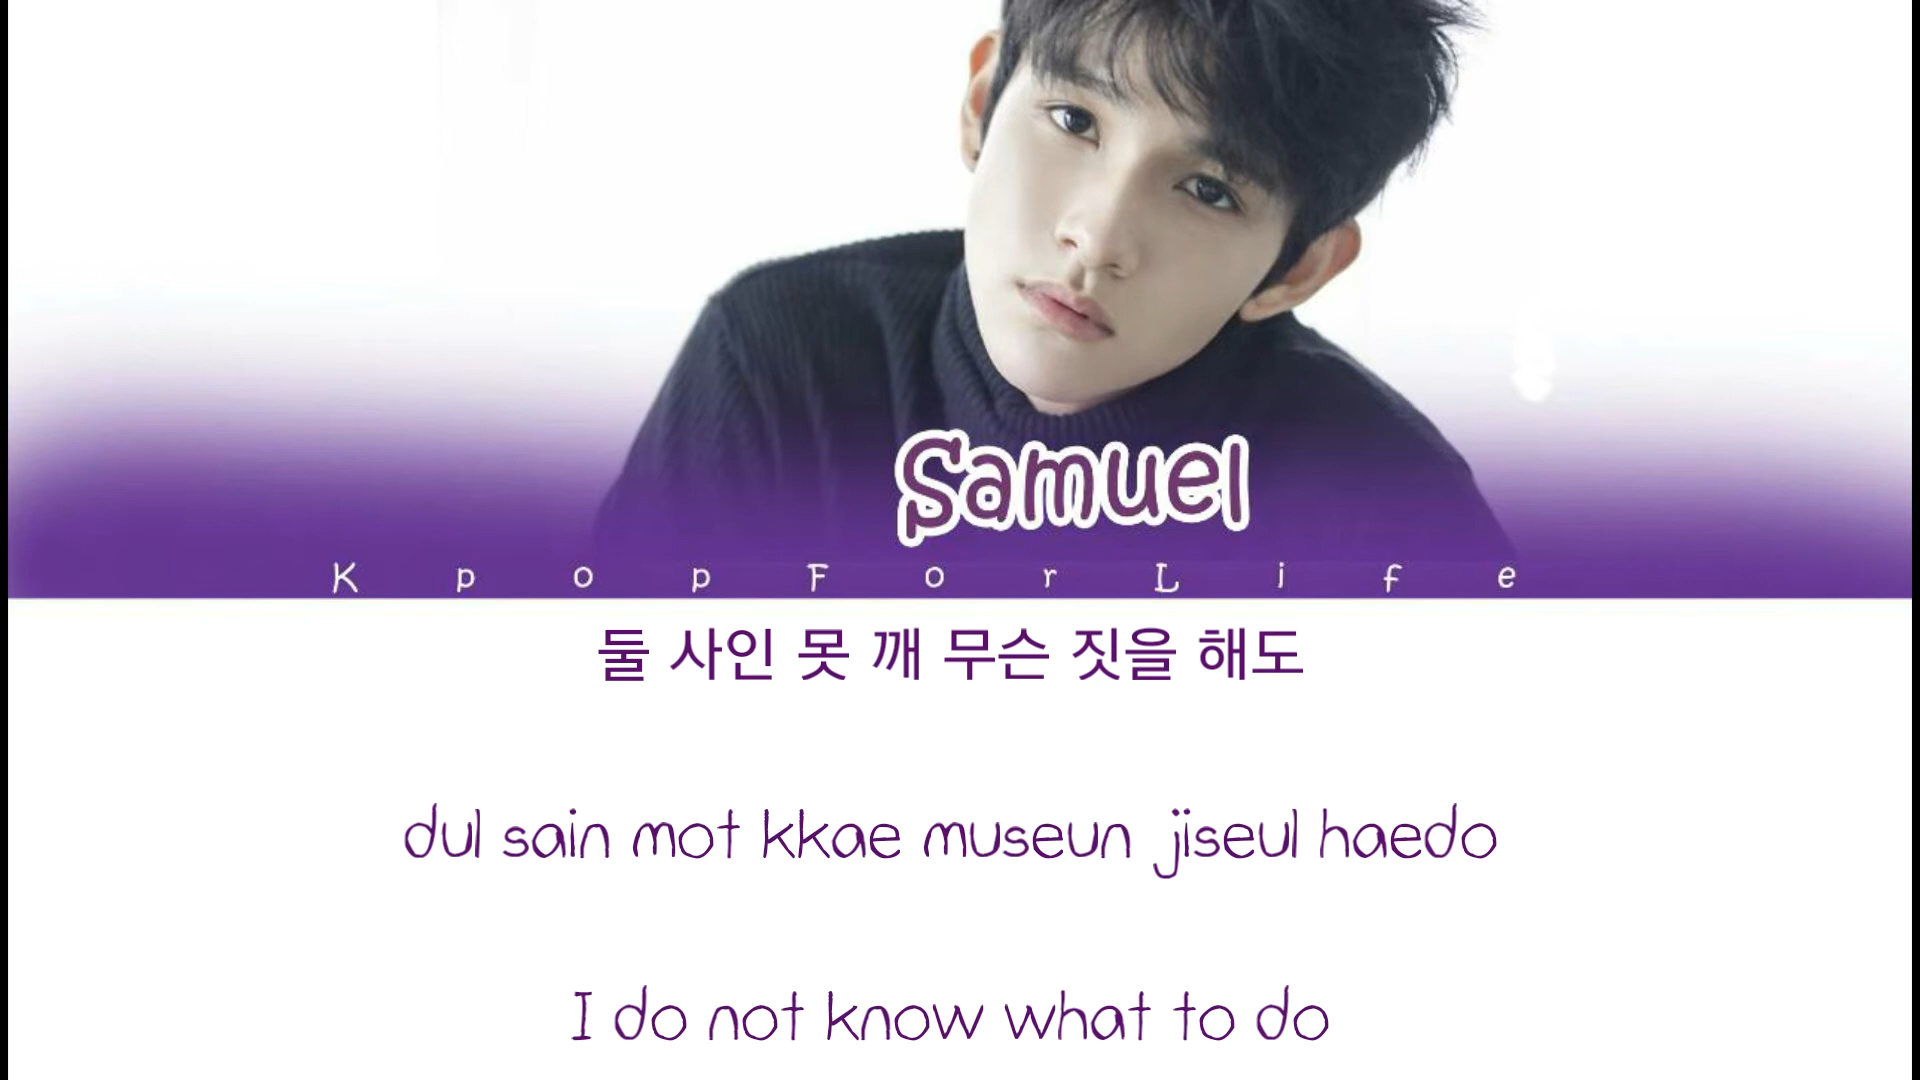 Samuel
KpopForLife
둘 사인 못 깨 무슨 짓을 해도
dul sain mot kkae museun jiseul haedo
I do not know what to do